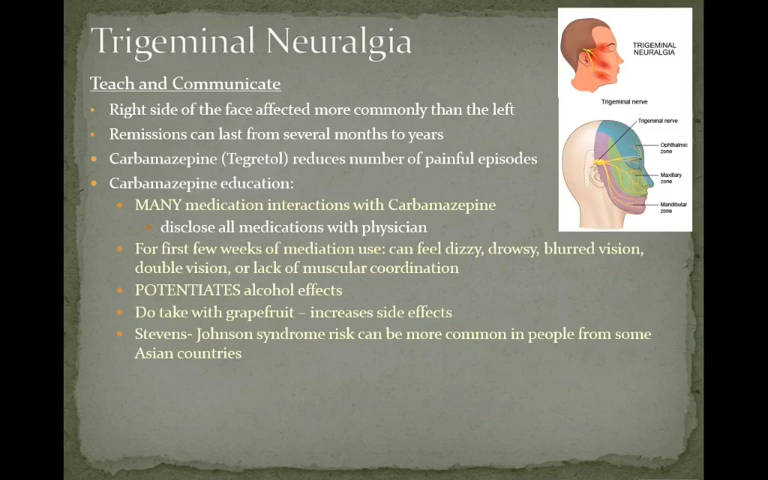 Trigeminal Neuralgia
Teach and Communicate
• Right side of the face affected more commonly than the left
• Remissions can last from several months to years
• Carbamazepine (Tegretol) reduces number of painful episodes
• Carbamazepine education:
• MANY medication interactions with Carbamazepine
• disclose all medications with physician
• For first few weeks of mediation use: can feel dizzy, drowsy, blurred vision,
double vision, or lack of muscular coordination
• POTENTIATES alcohol effects
• Do take with grapefruit – increases side effects
• Stevens- Johnson syndrome risk can be more common in people from some
Asian countries
TRIGEMINAL
NEURALGIA
Trigeminal nerve
Trigeminal nerve
Ophthalmic
zone
Maxillary
zone
Mandibular
zone